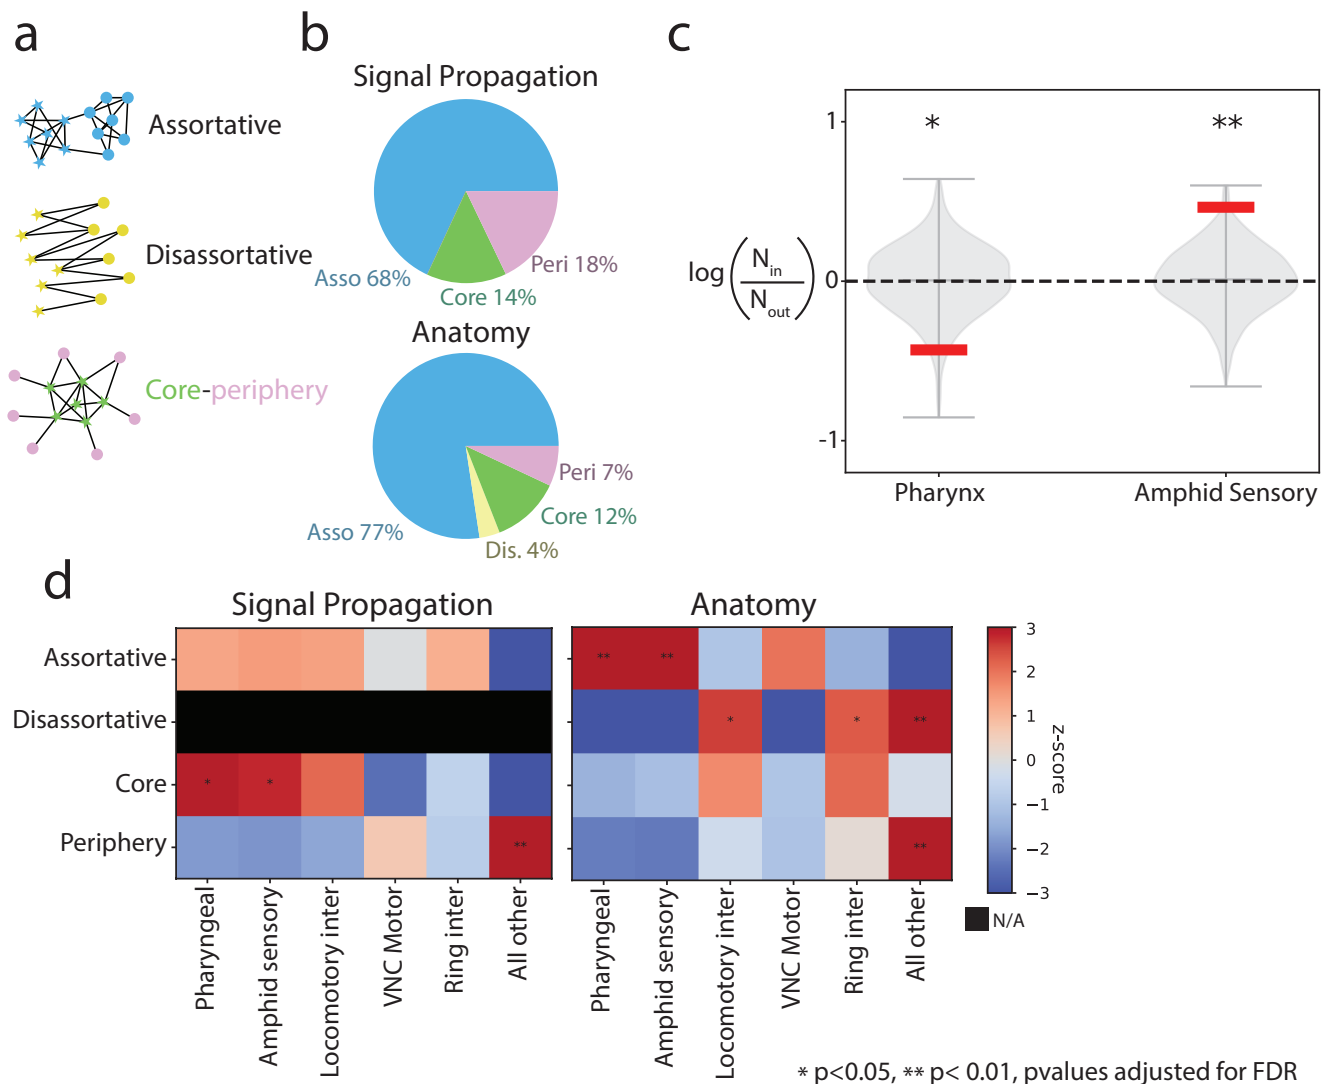 a
Assortative
Disassortative
Core-periphery
b
Signal Propagation
Asso 68%
Core 14%
Peri 18%
Anatomy
Asso 77%
Dis. 4%
Core 12%
Peri 7%
c
log(N_in/N_out)
1
0
-1
*
**
Pharynx
Amphid Sensory
d
Signal Propagation
Anatomy
Assortative
Disassortative
Core
Periphery
** **
* * **
* *
** **
Pharyngeal
Amphid sensory
Locomotory inter
VNC Motor
Ring inter
All other
Pharyngeal
Amphid sensory
Locomotory inter
VNC Motor
Ring inter
All other
3
2
1
0
−1
−2
−3
z-score
N/A
* p<0.05, ** p< 0.01, pvalues adjusted for FDR